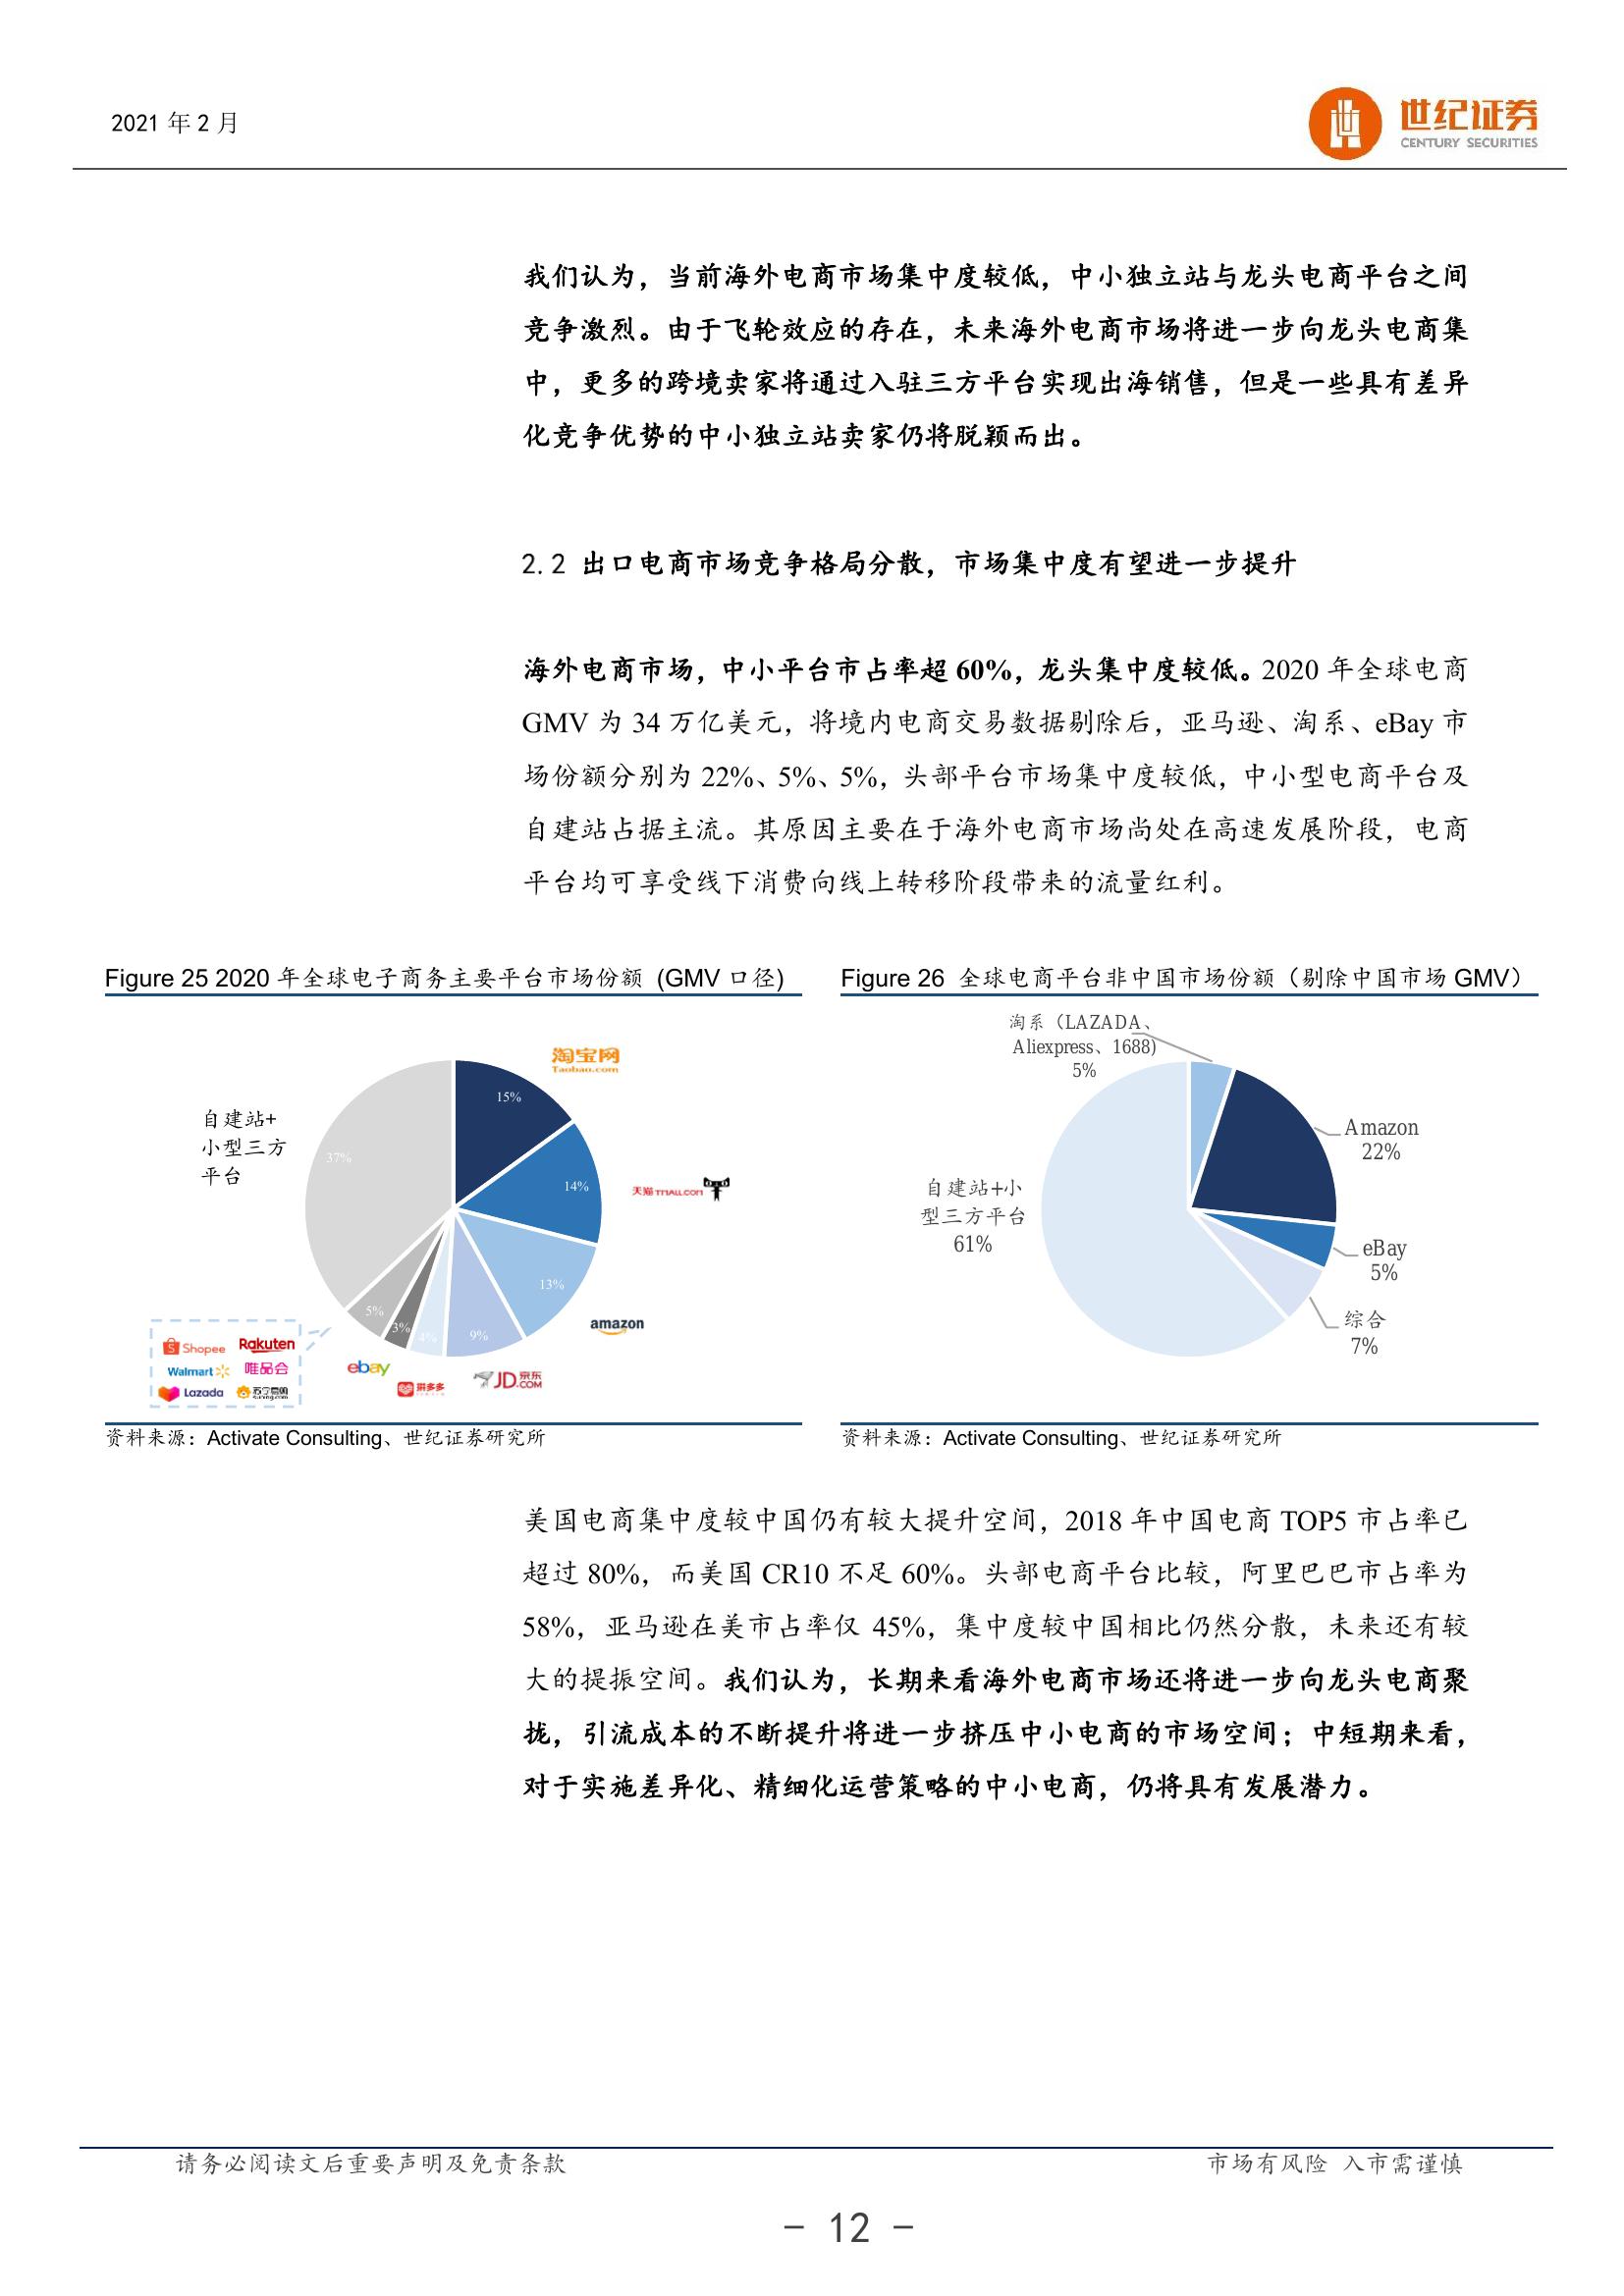 2021 年 2 月
世纪证券
CENTURY SECURITIES
我们认为，当前海外电商市场集中度较低，中小独立站与龙头电商平台之间
竞争激烈。由于飞轮效应的存在，未来海外电商市场将进一步向龙头电商集
中，更多的跨境卖家将通过入驻三方平台实现出海销售，但是一些具有差异
化竞争优势的中小独立站卖家仍将脱颖而出。
2.2 出口电商市场竞争格局分散，市场集中度有望进一步提升
海外电商市场，中小平台市占率超 60%，龙头集中度较低。2020 年全球电商
GMV 为 34 万亿美元，将境内电商交易数据剔除后，亚马逊、淘系、eBay 市
场份额分别为 22%、5%、5%，头部平台市场集中度较低，中小型电商平台及
自建站占据主流。其原因主要在于海外电商市场尚处在高速发展阶段，电商
平台均可享受线下消费向线上转移阶段带来的流量红利。
Figure 25 2020 年全球电子商务主要平台市场份额 (GMV 口径)
淘宝网
Taobao.com
15%
自建站+
小型三方
平台
37%
14%
天猫 TMALL.COM
13%
amazon
5%
3%
4%
9%
Shopee
Rakuten
Walmart
唯品会
Lazada
苏宁易购
suning.com
ebay
拼多多
JD 京东
.COM
资料来源：Activate Consulting、世纪证券研究所
Figure 26 全球电商平台非中国市场份额（剔除中国市场 GMV）
淘系（LAZADA、
Aliexpress、1688)
5%
Amazon
22%
自建站+小
型三方平台
61%
eBay
5%
综合
7%
资料来源：Activate Consulting、世纪证券研究所
美国电商集中度较中国仍有较大提升空间，2018 年中国电商 TOP5 市占率已
超过 80%，而美国 CR10 不足 60%。头部电商平台比较，阿里巴巴市占率为
58%，亚马逊在美市占率仅 45%，集中度较中国相比仍然分散，未来还有较
大的提振空间。我们认为，长期来看海外电商市场还将进一步向龙头电商聚
拢，引流成本的不断提升将进一步挤压中小电商的市场空间；中短期来看，
对于实施差异化、精细化运营策略的中小电商，仍将具有发展潜力。
请务必阅读文后重要声明及免责条款
市场有风险 入市需谨慎
- 12 -